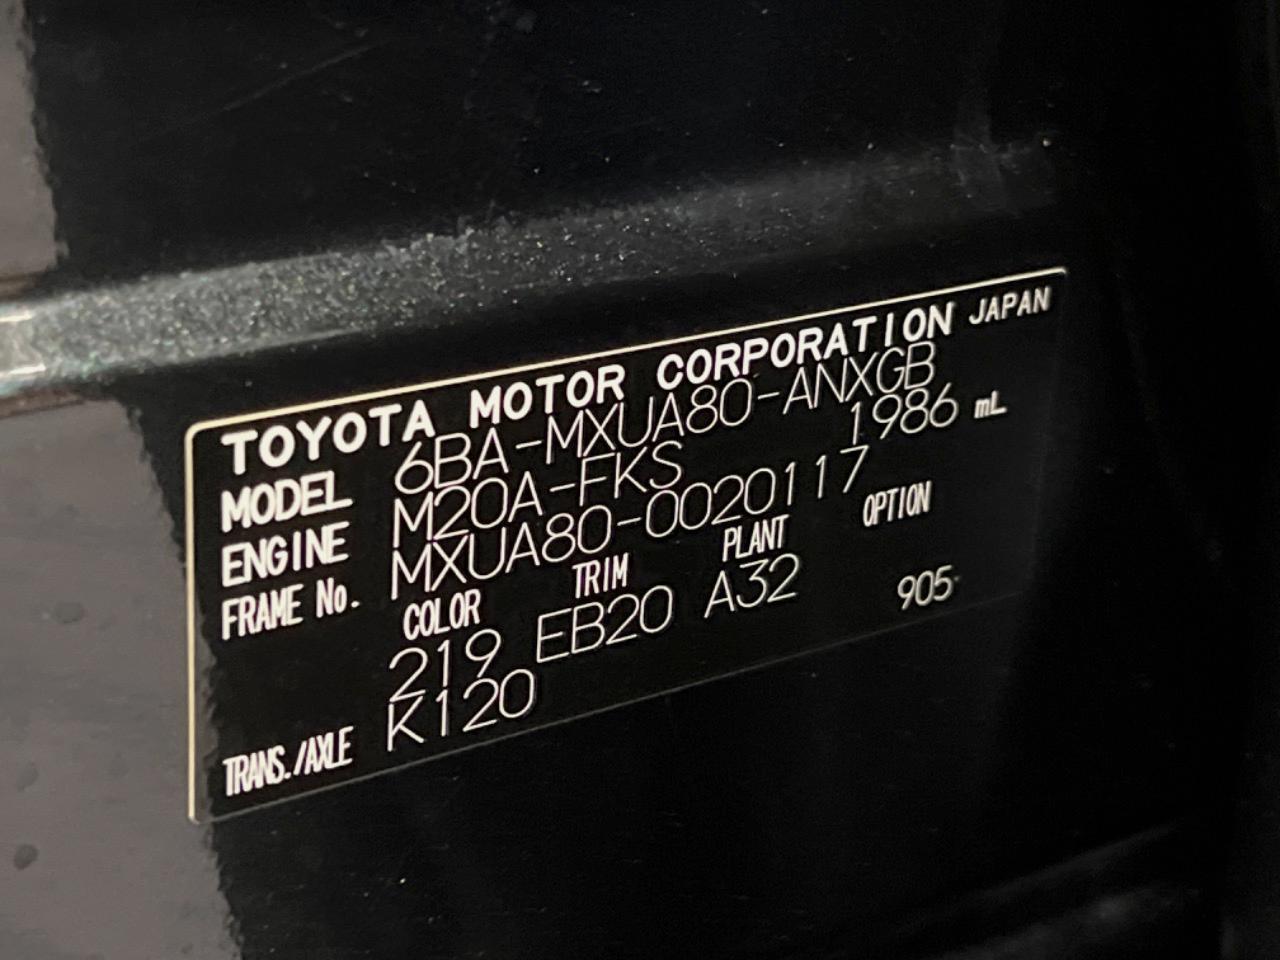 TOYOTA MOTOR CORPORATION JAPAN
MODEL 6BA-MXUA80-ANXGB
ENGINE M20A-FKS 1986 mL
FRAME No. MXUA80-0020117
COLOR TRIM PLANT OPTION
219 EB20 A32 905
TRANS./AXLE K120